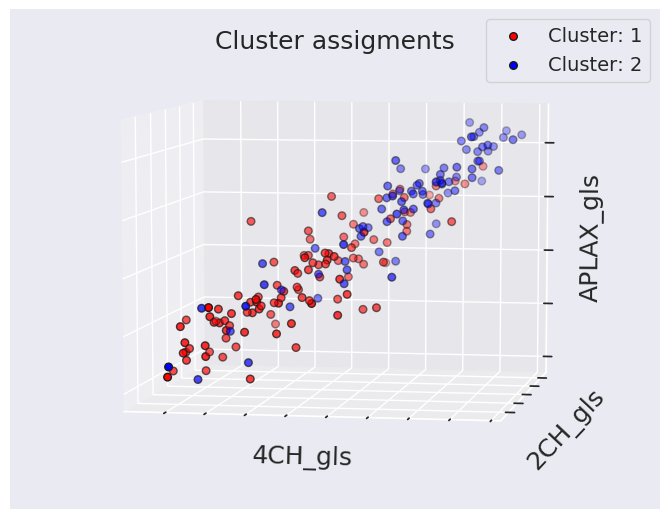 Cluster assigments
Cluster: 1
Cluster: 2
APLAX_gls
2CH_gls
4CH_gls